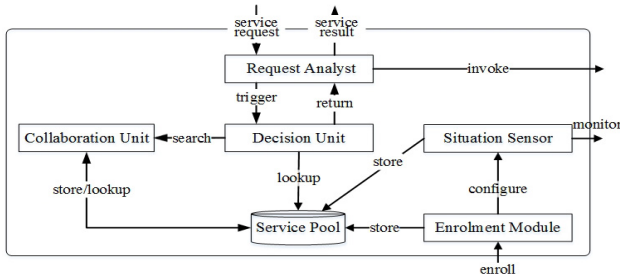 service
request
service
result
Request Analyst
invoke
trigger
return
Collaboration Unit
search
Decision Unit
Situation Sensor
monitor
store
lookup
store/lookup
configure
Service Pool
store
Enrolment Module
enroll